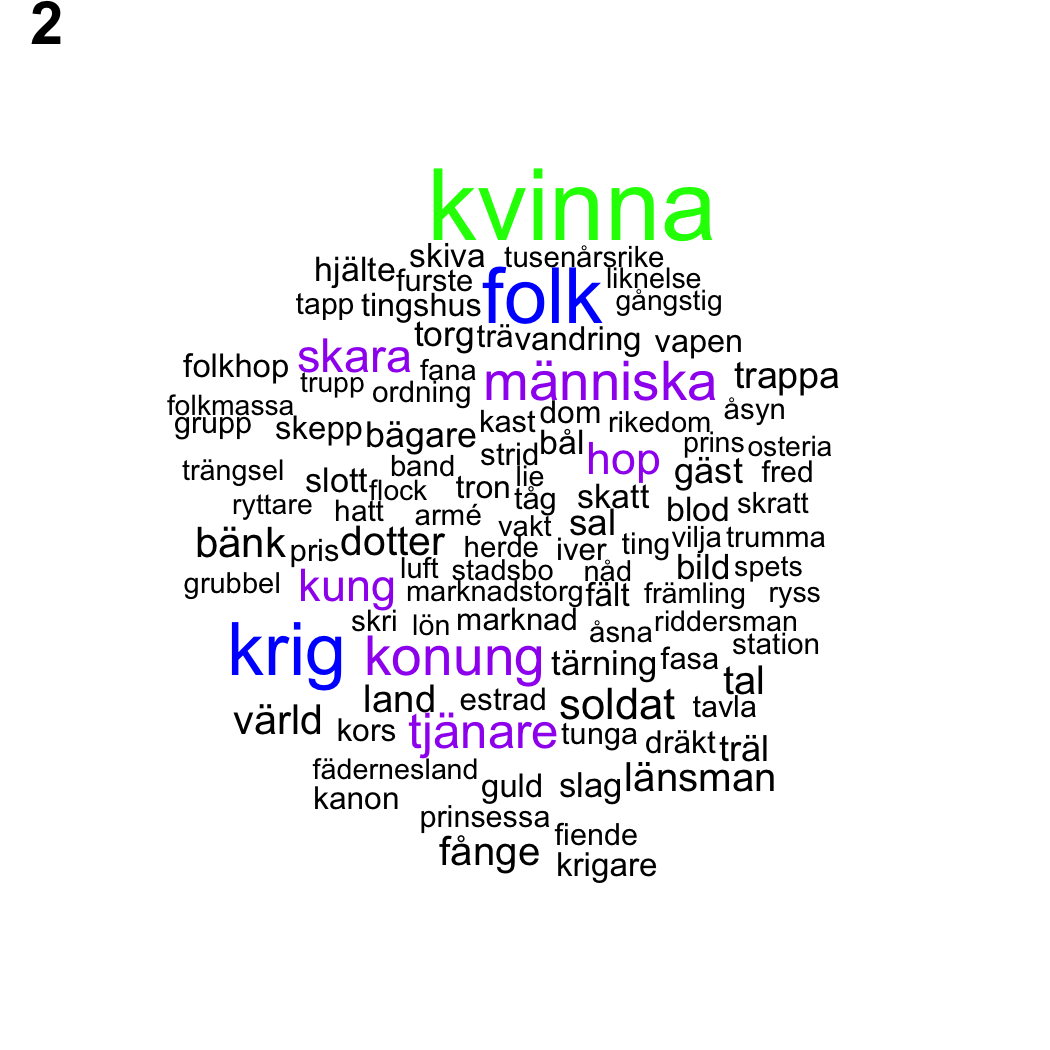 2
kvinna
skiva tusenårsrike
hjälte furste folk liknelse
tapp tingshus gångstig
torg trä vandring vapen
folkhop skara fana människa trappa
trupp ordning
folkmassa kast dom rikedom åsyn
grupp skepp bägare
strid bål hop prins osteria
trängsel slott band lie gäst fred
flock tron tåg skatt
ryttare hatt armé vakt sal blod skratt
bänk pris dotter herde iver ting vilja trumma
grubbel kung luft stadsbo nåd bild spets
marknadstorg fält främling ryss
skri lön marknad åsna riddersman
krig konung tärning fasa station
land estrad soldat tal tavla
värld kors tjänare tunga dräkt träl
fädernesland guld slag länsman
kanon
prinsessa fiende
fånge krigare